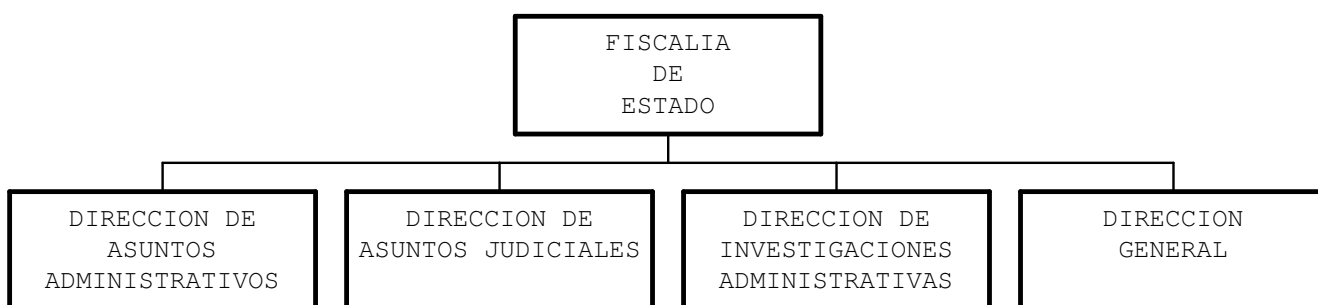 FISCALIA
DE
ESTADO
DIRECCION DE
ASUNTOS
ADMINISTRATIVOS
DIRECCION DE
ASUNTOS JUDICIALES
DIRECCION DE
INVESTIGACIONES
ADMINISTRATIVAS
DIRECCION
GENERAL